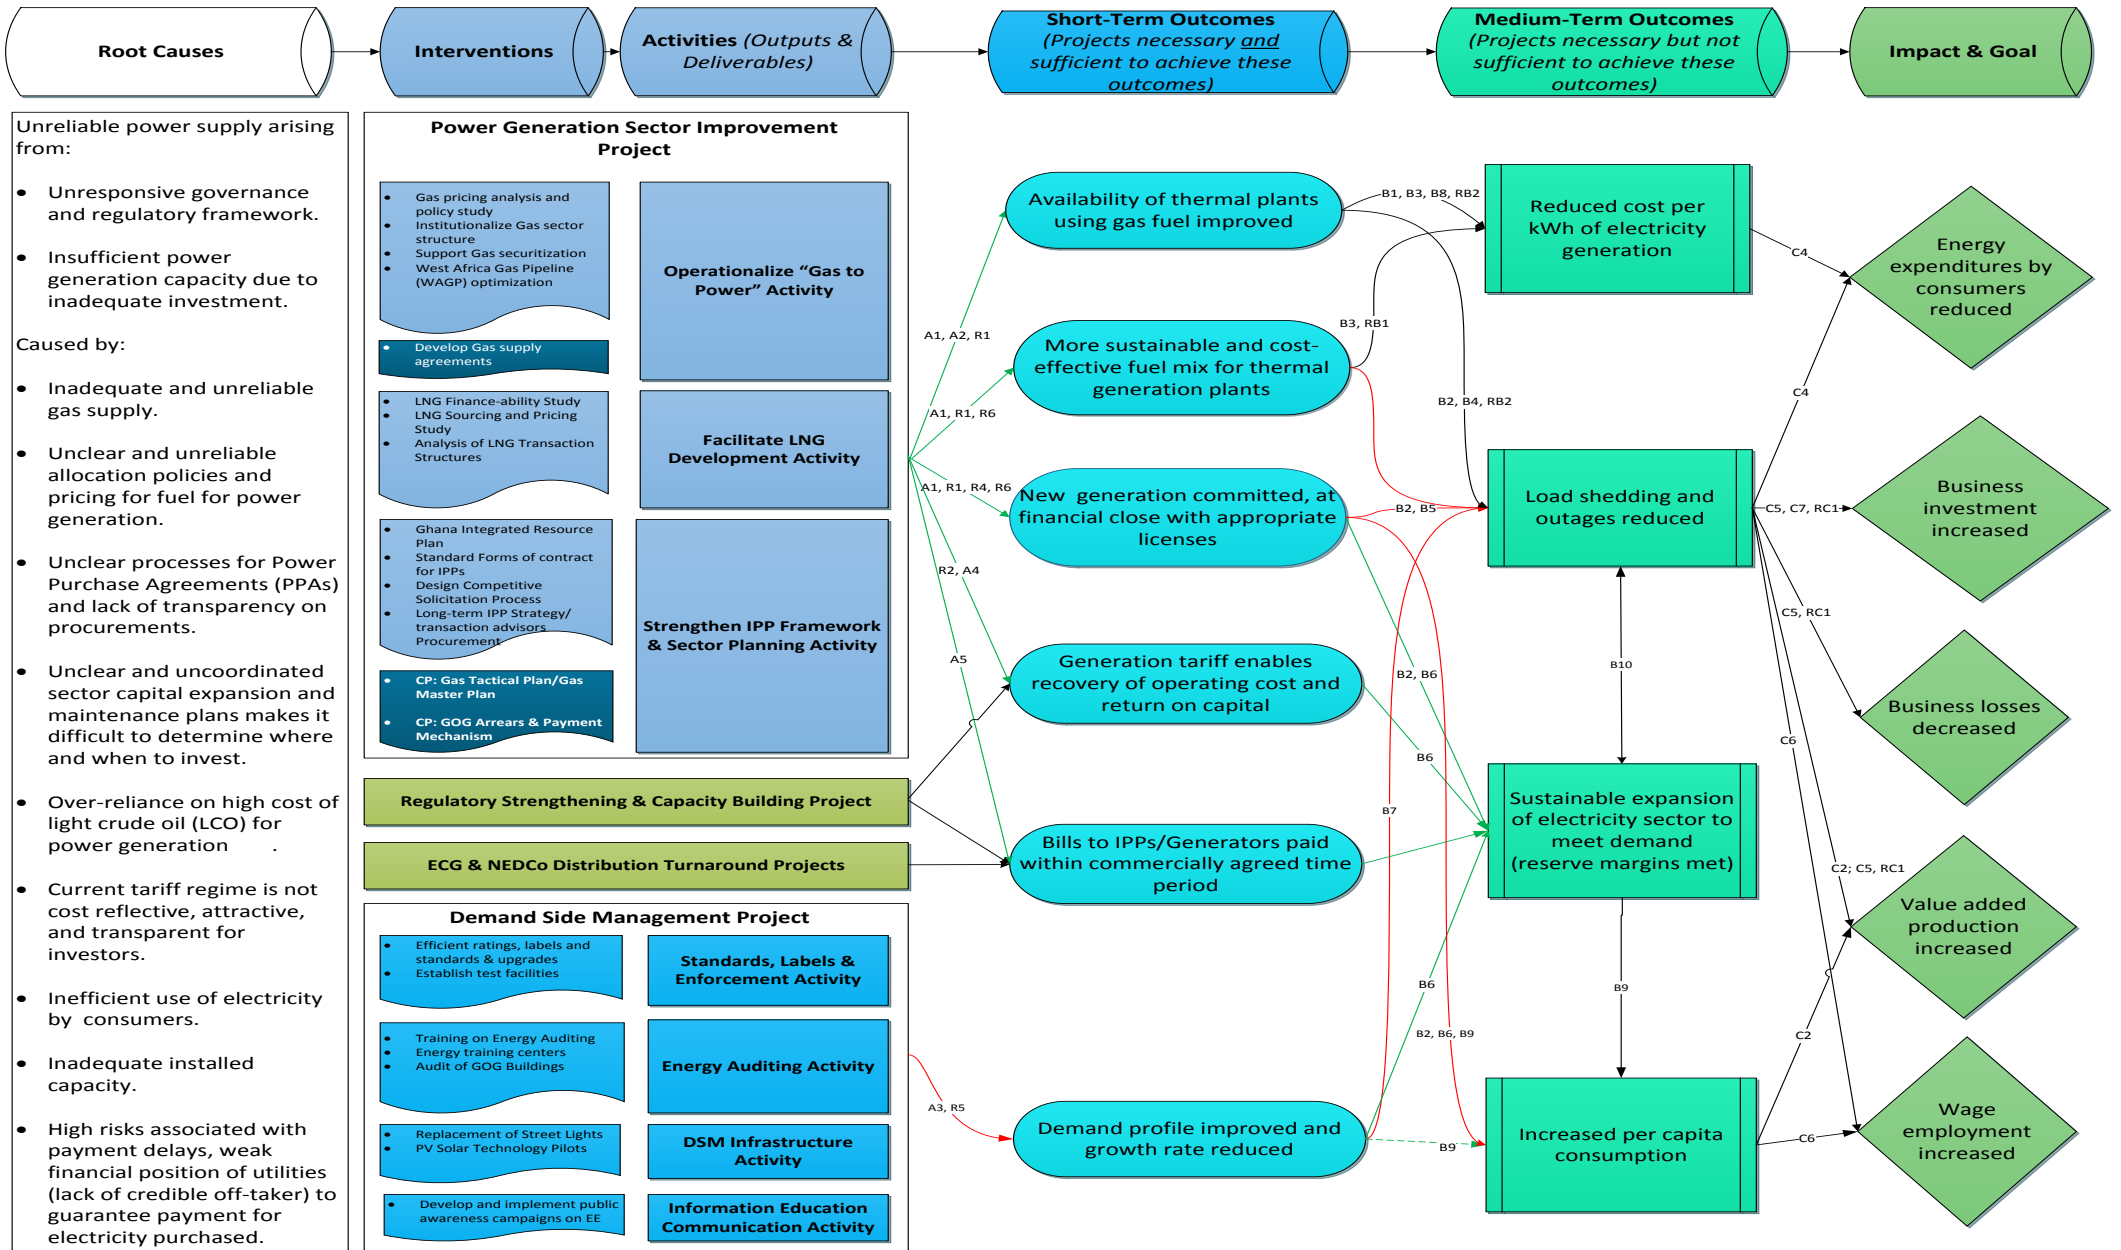 Root Causes
Interventions
Activities (Outputs &
Deliverables)
Short-Term Outcomes
(Projects necessary and
sufficient to achieve these
outcomes)
Medium-Term Outcomes
(Projects necessary but not
sufficient to achieve these
outcomes)
Impact & Goal
Unreliable power supply arising
from:
• Unresponsive governance
and regulatory framework.
• Insufficient power
generation capacity due to
inadequate investment.
Caused by:
• Inadequate and unreliable
gas supply.
• Unclear and unreliable
allocation policies and
pricing for fuel for power
generation.
• Unclear processes for Power
Purchase Agreements (PPAs)
and lack of transparency on
procurements.
• Unclear and uncoordinated
sector capital expansion and
maintenance plans makes it
difficult to determine where
and when to invest.
• Over-reliance on high cost of
light crude oil (LCO) for
power generation .
• Current tariff regime is not
cost reflective, attractive,
and transparent for
investors.
• Inefficient use of electricity
by consumers.
• Inadequate installed
capacity.
• High risks associated with
payment delays, weak
financial position of utilities
(lack of credible off-taker) to
guarantee payment for
electricity purchased.
Power Generation Sector Improvement
Project
• Gas pricing analysis and
policy study
• Institutionalize Gas sector
structure
• Support Gas securitization
• West Africa Gas Pipeline
(WAGP) optimization
• Develop Gas supply
agreements
Operationalize “Gas to
Power” Activity
• LNG Finance-ability Study
• LNG Sourcing and Pricing
Study
• Analysis of LNG Transaction
Structures
Facilitate LNG
Development Activity
• Ghana Integrated Resource
Plan
• Standard Forms of contract
for IPPs
• Design Competitive
Solicitation Process
• Long-term IPP Strategy/
transaction advisors
Procurement
• CP: Gas Tactical Plan/Gas
Master Plan
• CP: GOG Arrears & Payment
Mechanism
Strengthen IPP Framework
& Sector Planning Activity
Regulatory Strengthening & Capacity Building Project
ECG & NEDCo Distribution Turnaround Projects
Demand Side Management Project
• Efficient ratings, labels and
standards & upgrades
• Establish test facilities
Standards, Labels &
Enforcement Activity
• Training on Energy Auditing
• Energy training centers
• Audit of GOG Buildings
Energy Auditing Activity
• Replacement of Street Lights
• PV Solar Technology Pilots
DSM Infrastructure
Activity
• Develop and implement public
awareness campaigns on EE
Information Education
Communication Activity
A1, A2, R1
A1, R1, R6
A1, R1, R4, R6
R2, A4
A5
A3, R5
Availability of thermal plants
using gas fuel improved
More sustainable and cost-
effective fuel mix for thermal
generation plants
New generation committed, at
financial close with appropriate
licenses
Generation tariff enables
recovery of operating cost and
return on capital
Bills to IPPs/Generators paid
within commercially agreed time
period
Demand profile improved and
growth rate reduced
B1, B3, B8, RB2
B3, RB1
B2, B4, RB2
B2, B5
B2, B6
B6
B7
B6
B2, B6, B9
B9
Reduced cost per
kWh of electricity
generation
Load shedding and
outages reduced
B10
Sustainable expansion
of electricity sector to
meet demand
(reserve margins met)
B9
Increased per capita
consumption
C4
C4
C5, C7, RC1
C5, RC1
C6
C2; C5, RC1
C2
C6
Energy
expenditures by
consumers
reduced
Business
investment
increased
Business losses
decreased
Value added
production
increased
Wage
employment
increased